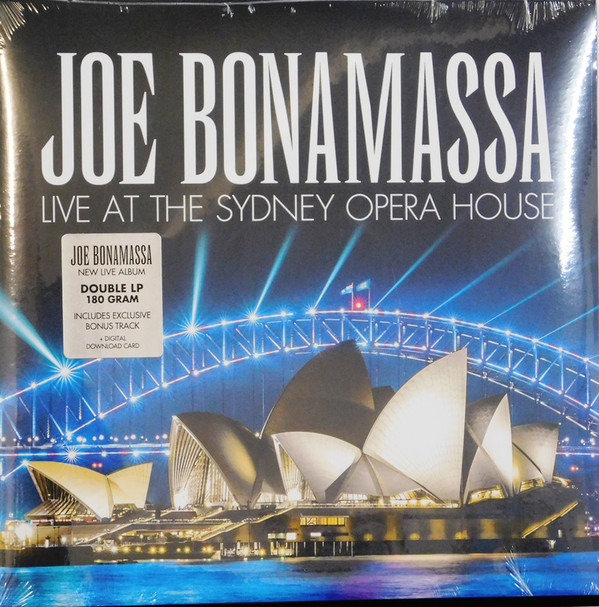 JOE BONAMASSA
LIVE AT THE SYDNEY OPERA HOUSE
JOE BONAMASSA
NEW LIVE ALBUM
DOUBLE LP
180 GRAM
INCLUDES EXCLUSIVE
BONUS TRACK
+ DIGITAL
DOWNLOAD CARD